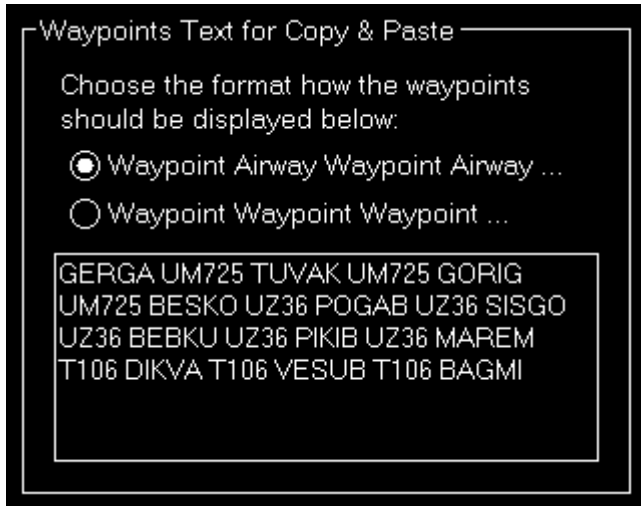 Waypoints Text for Copy & Paste
Choose the format how the waypoints
should be displayed below:
Waypoint Airway Waypoint Airway ...
Waypoint Waypoint Waypoint ...
GERGA UM725 TUVAK UM725 GORIG
UM725 BESKO UZ36 POGAB UZ36 SISGO
UZ36 BEBKU UZ36 PIKIB UZ36 MAREM
T106 DIKVA T106 VESUB T106 BAGMI